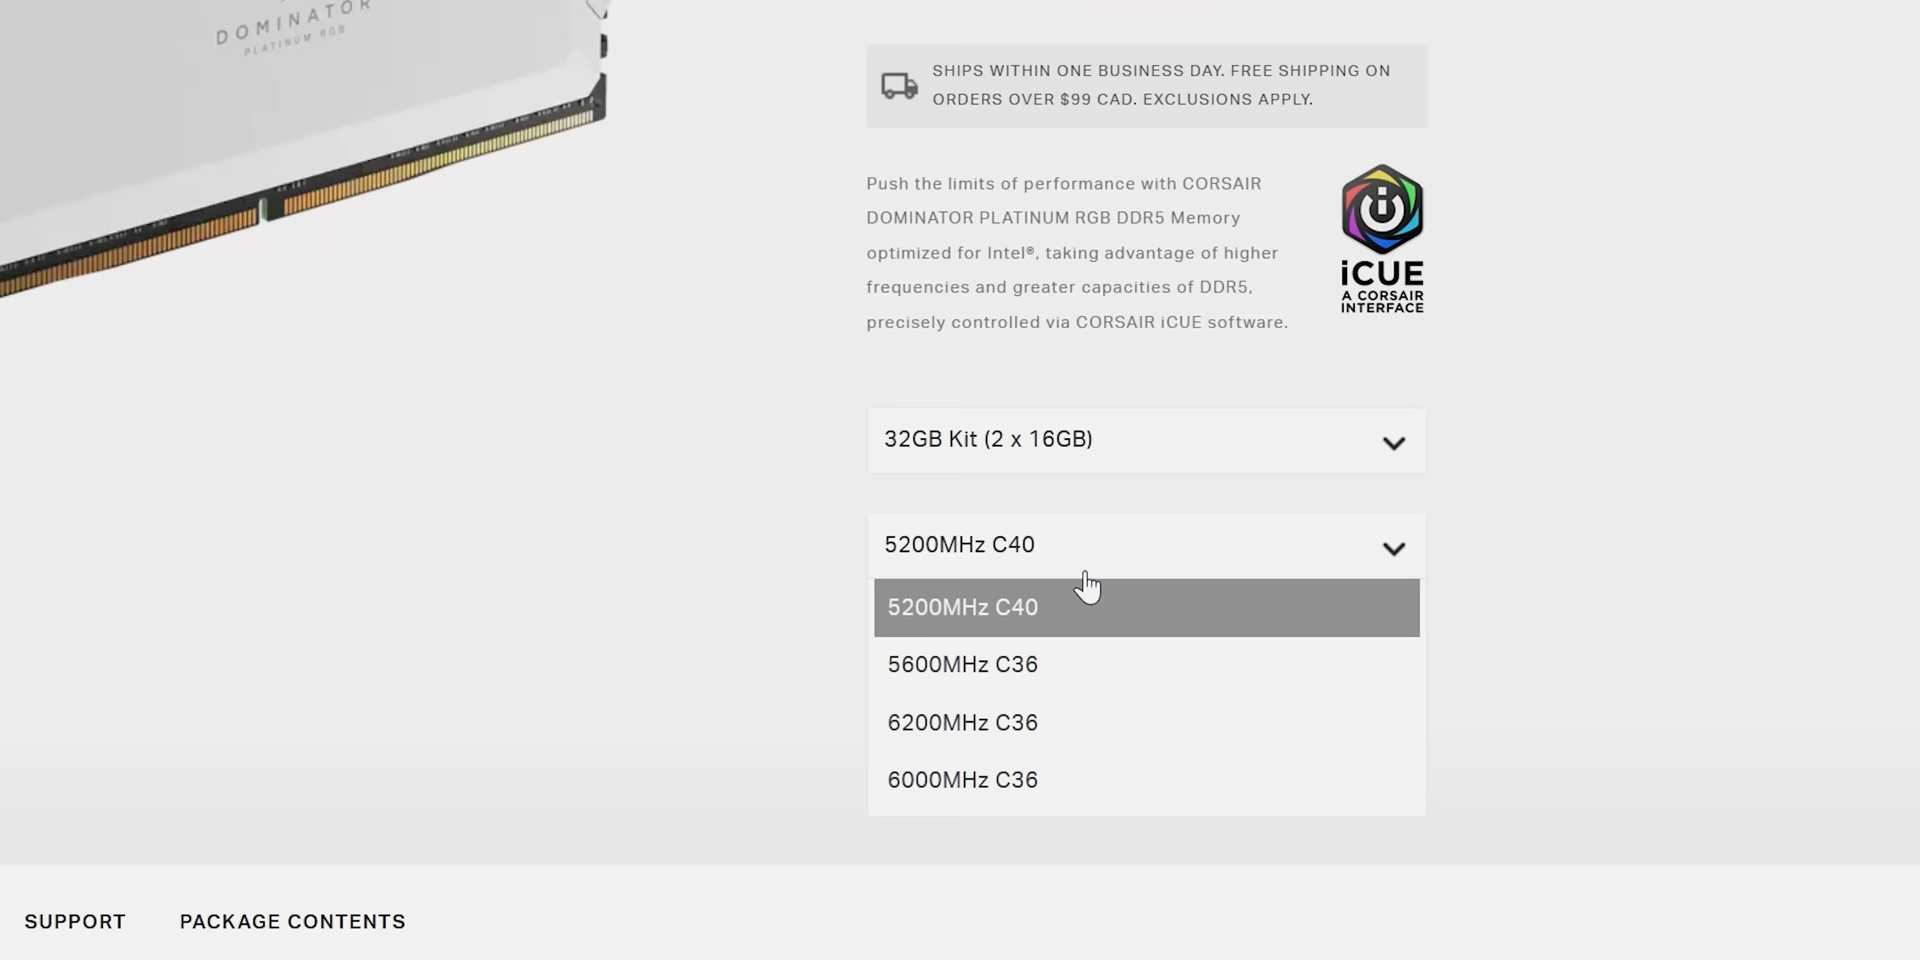 DOMINATOR
PLATINUM RGB
SHIPS WITHIN ONE BUSINESS DAY. FREE SHIPPING ON
ORDERS OVER $99 CAD. EXCLUSIONS APPLY.
Push the limits of performance with CORSAIR
DOMINATOR PLATINUM RGB DDR5 Memory
optimized for Intel®, taking advantage of higher
frequencies and greater capacities of DDR5,
precisely controlled via CORSAIR iCUE software.
iCUE
A CORSAIR
INTERFACE
32GB Kit (2 x 16GB)
5200MHz C40
5200MHz C40
5600MHz C36
6200MHz C36
6000MHz C36
SUPPORT
PACKAGE CONTENTS